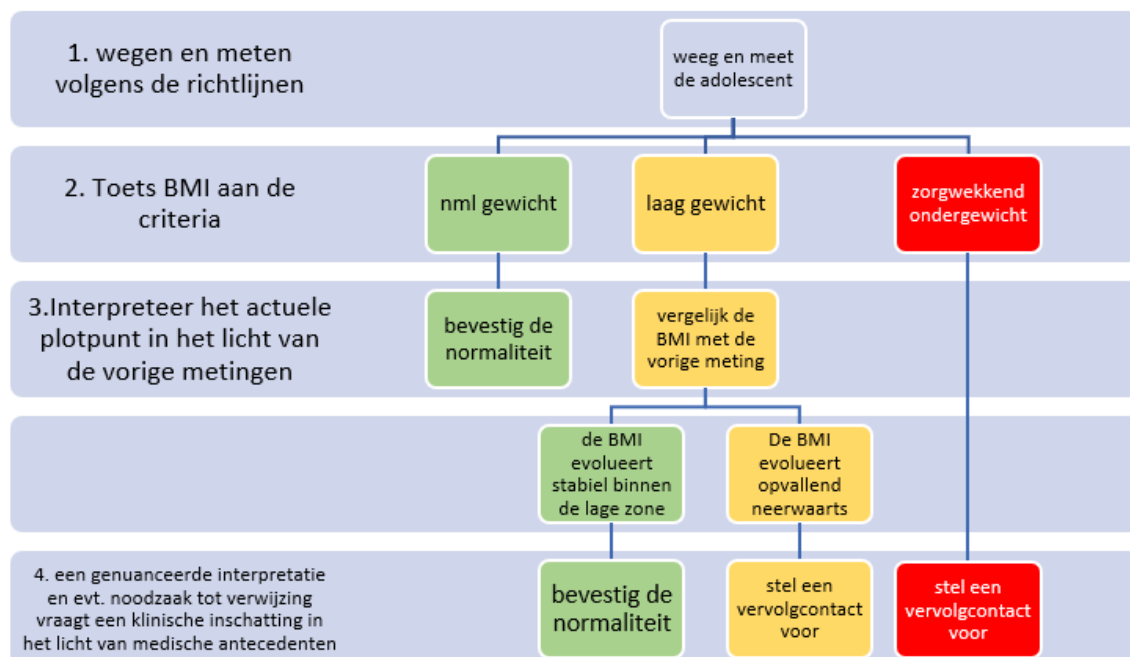 1. wegen en meten
volgens de richtlijnen
weeg en meet
de adolescent
2. Toets BMI aan de
criteria
nml gewicht
laag gewicht
zorgwekkend
ondergewicht
3.Interpreteer het actuele
plotpunt in het licht van
de vorige metingen
bevestig de
normaliteit
vergelijk de
BMI met de
vorige meting
de BMI
evolueert
stabiel binnen
de lage zone
De BMI
evolueert
opvallend
neerwaarts
4. een genuanceerde interpretatie
en evt. noodzaak tot verwijzing
vraagt een klinische inschatting in
het licht van medische antecedenten
bevestig de
normaliteit
stel een
vervolgcontact
voor
stel een
vervolgcontact
voor